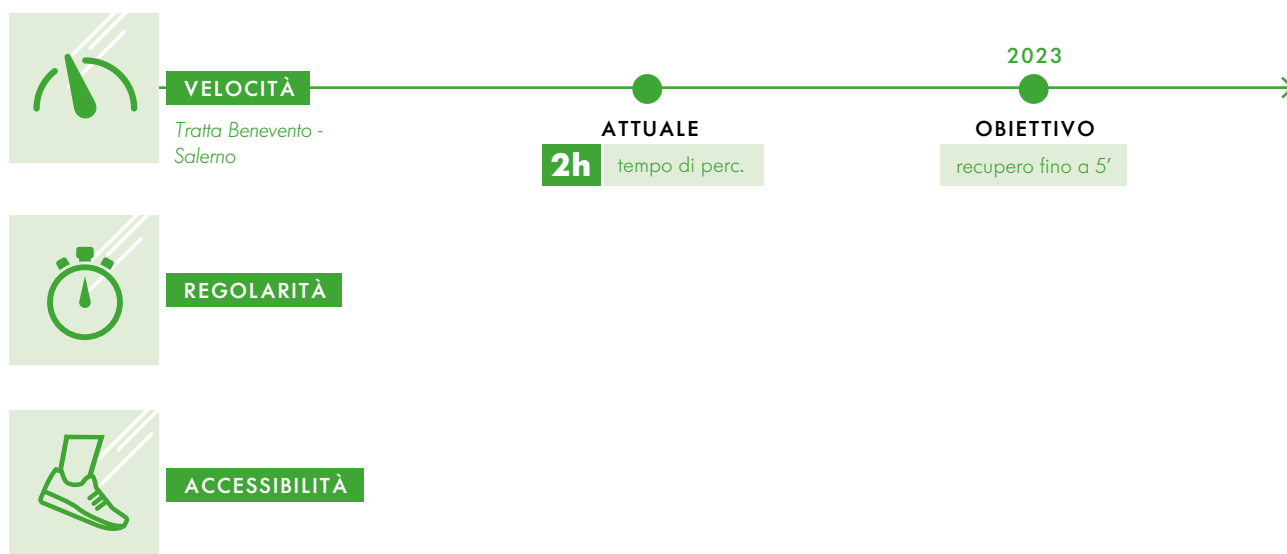 2023
VELOCITÀ
Tratta Benevento -
Salerno
ATTUALE
2h tempo di perc.
OBIETTIVO
recupero fino a 5’
REGOLARITÀ
ACCESSIBILITÀ